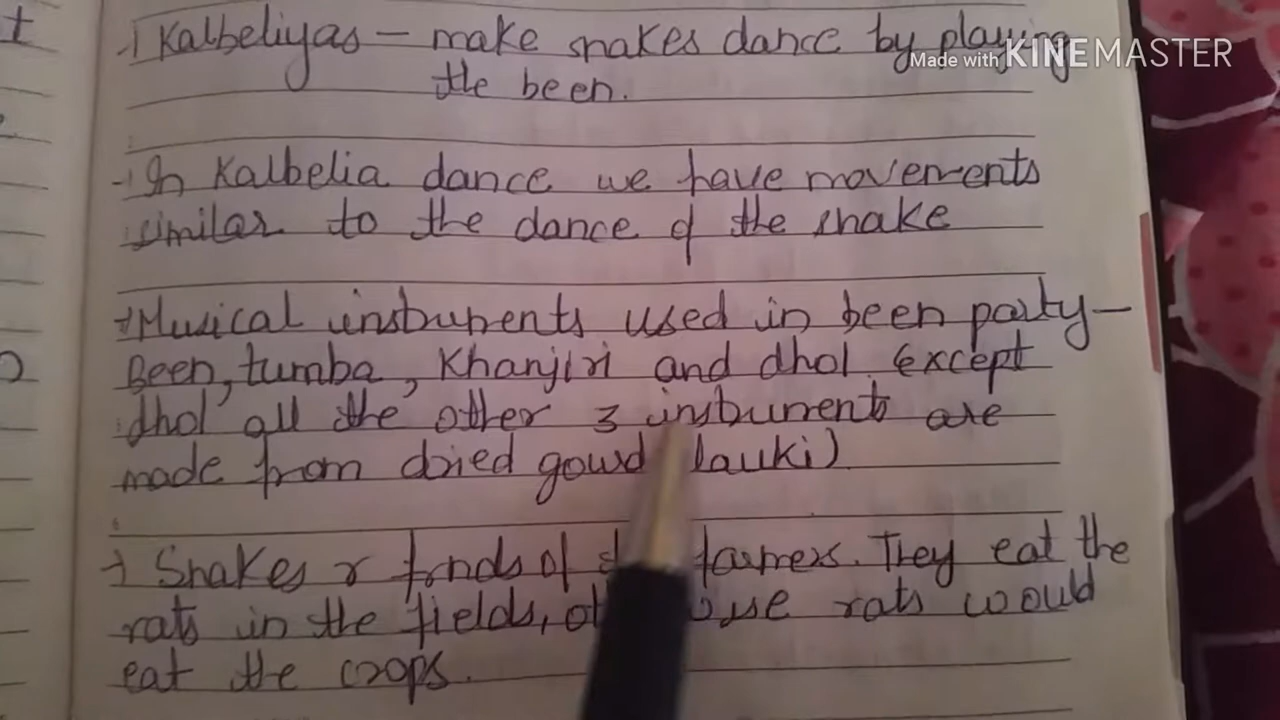 t
- Kalbeliyas – make snakes dance by playing
Made with KINEMASTER
the been.
- In Kalbelia dance we have movements
similar to the dance of the snake
→ Musical instruments used in been party –
Been, tumba, Khanjiri and dhol. Except
dhol all the other 3 instruments are
made from dried gourd lauki)
→ Snakes r frnds of farmers. They eat the
rats in the fields, rats would
eat the crops.